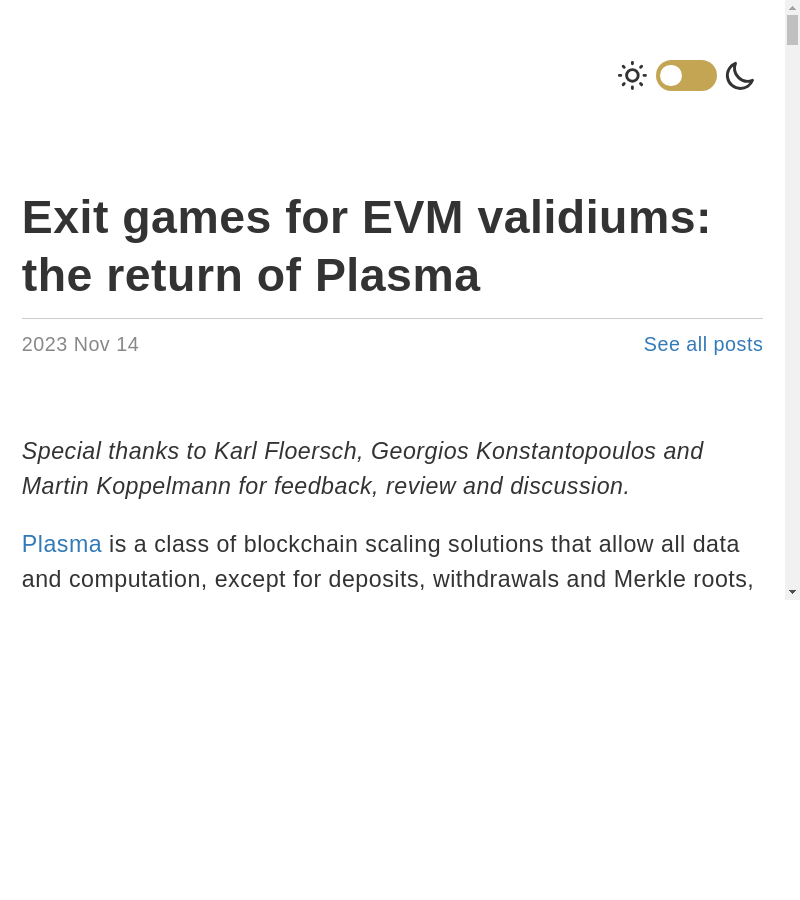 Exit games for EVM validiums:
the return of Plasma
2023 Nov 14
See all posts
Special thanks to Karl Floersch, Georgios Konstantopoulos and
Martin Koppelmann for feedback, review and discussion.
Plasma is a class of blockchain scaling solutions that allow all data
and computation, except for deposits, withdrawals and Merkle roots,